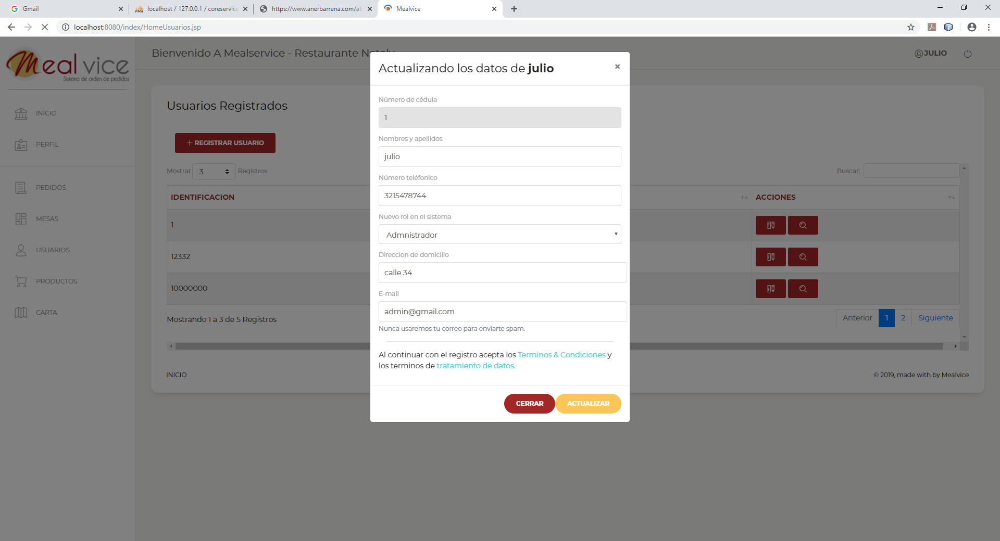 Gmail
localhost / 127.0.0.1 / coreservice
https://www.anerbarrena.com/at
Mealvice
localhost:8080/index/HomeUsuarios.jsp
Meal vice
Sistema de orden de pedidos
INICIO
PERFIL
PEDIDOS
MESAS
USUARIOS
PRODUCTOS
CARTA
Bienvenido A Mealservice - Restaurante Nataly
JULIO
Usuarios Registrados
+ REGISTRAR USUARIO
Mostrar 3 Registros
Buscar:
IDENTIFICACION
ACCIONES
1
12332
10000000
Mostrando 1 a 3 de 5 Registros
Anterior 1 2 Siguiente
INICIO
© 2019, made with by Mealvice
Actualizando los datos de julio
×
Número de cédula
1
Nombres y apellidos
julio
Número teléfonico
3215478744
Nuevo rol en el sistema
Admnistrador
Direccion de domicilio
calle 34
E-mail
admin@gmail.com
Nunca usaremos tu correo para enviarte spam.
Al continuar con el registro acepta los Terminos & Condiciones y
los terminos de tratamiento de datos.
CERRAR
ACTUALIZAR